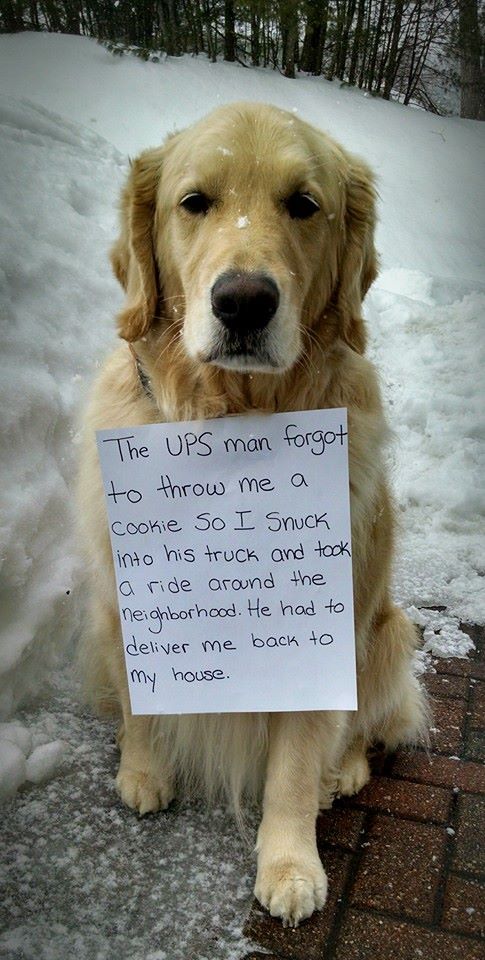 The UPS man forgot
to throw me a
cookie So I Snuck
into his truck and took
a ride around the
neighborhood. He had to
deliver me back to
my house.